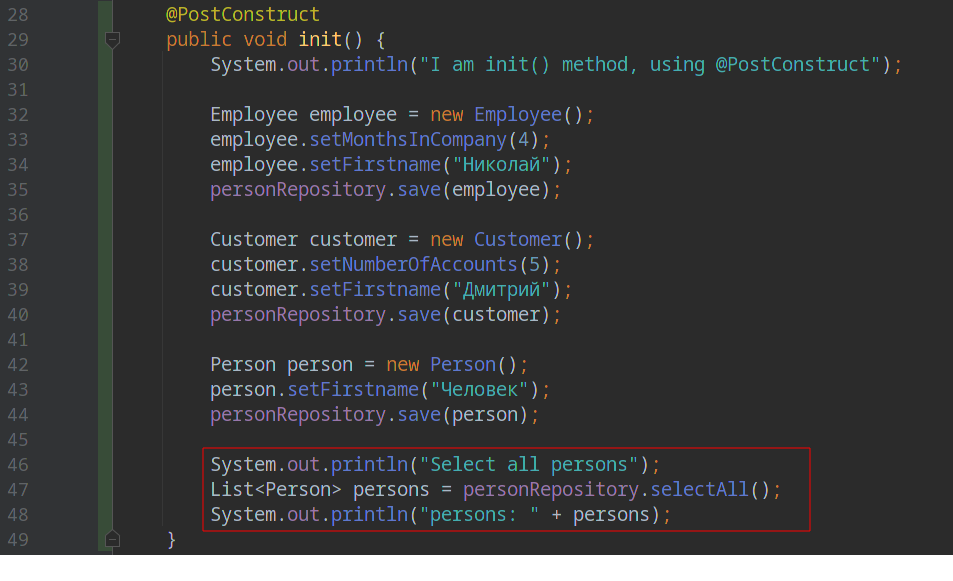 28 @PostConstruct
29 public void init() {
30 System.out.println("I am init() method, using @PostConstruct");
31
32 Employee employee = new Employee();
33 employee.setMonthsInCompany(4);
34 employee.setFirstname("Николай");
35 personRepository.save(employee);
36
37 Customer customer = new Customer();
38 customer.setNumberOfAccounts(5);
39 customer.setFirstname("Дмитрий");
40 personRepository.save(customer);
41
42 Person person = new Person();
43 person.setFirstname("Человек");
44 personRepository.save(person);
45
46 System.out.println("Select all persons");
47 List<Person> persons = personRepository.selectAll();
48 System.out.println("persons: " + persons);
49 }